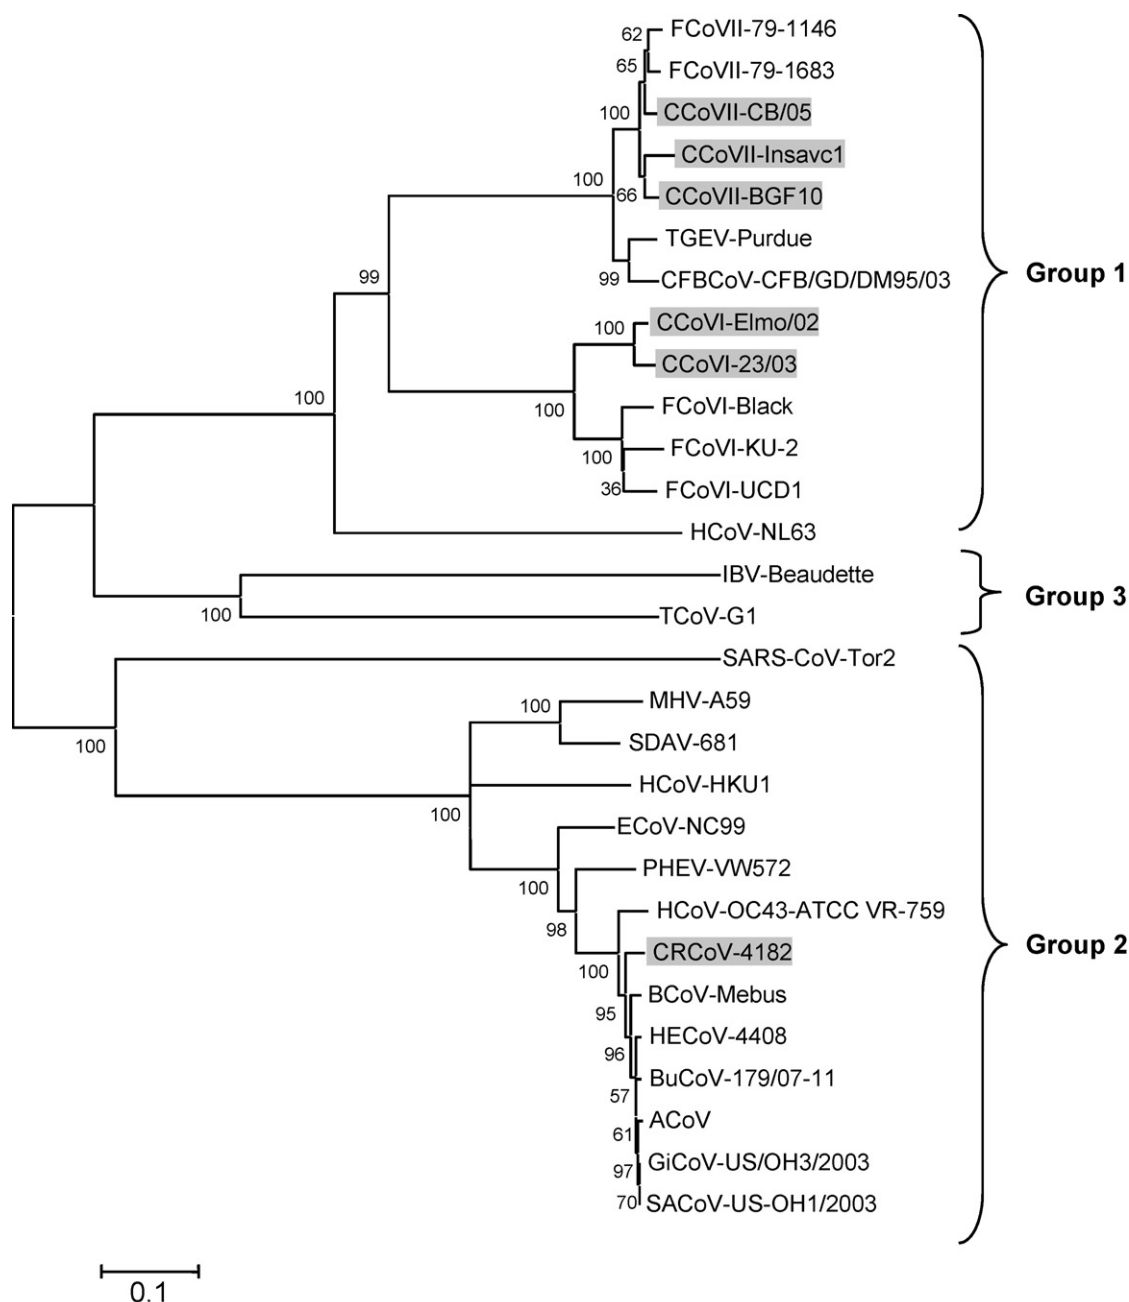 62
FCoVII-79-1146
65
FCoVII-79-1683
100
CCoVII-CB/05
CCoVII-Insavc1
100
66
CCoVII-BGF10
TGEV-Purdue
99
99
CFBCoV-CFB/GD/DM95/03
Group 1
100
CCoVI-Elmo/02
CCoVI-23/03
100
100
FCoVI-Black
100
FCoVI-KU-2
36
FCoVI-UCD1
HCoV-NL63
IBV-Beaudette
Group 3
100
TCoV-G1
SARS-CoV-Tor2
100
MHV-A59
100
SDAV-681
HCoV-HKU1
100
ECoV-NC99
PHEV-VW572
100
HCoV-OC43-ATCC VR-759
98
Group 2
CRCoV-4182
100
BCoV-Mebus
95
HECoV-4408
96
BuCoV-179/07-11
57
ACoV
61
GiCoV-US/OH3/2003
97
SACoV-US-OH1/2003
70
0.1